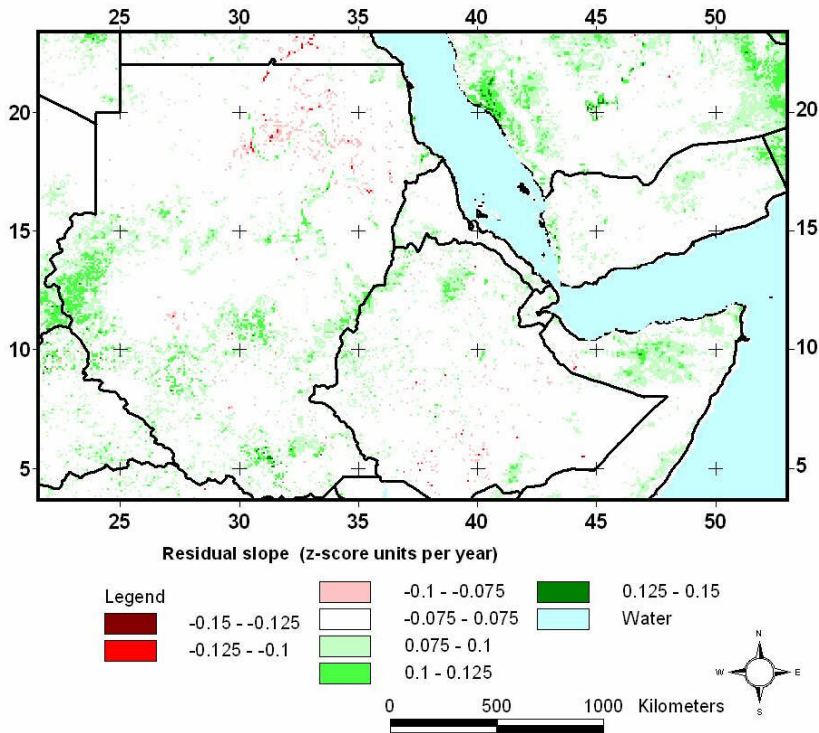 25 30 35 40 45 50
20 20
15 15
10 10
5 5
25 30 35 40 45 50
Residual slope (z-score units per year)
Legend
-0.15 - -0.125
-0.125 - -0.1
-0.1 - -0.075
-0.075 - 0.075
0.075 - 0.1
0.1 - 0.125
0.125 - 0.15
Water
N
W E
S
0 500 1000 Kilometers